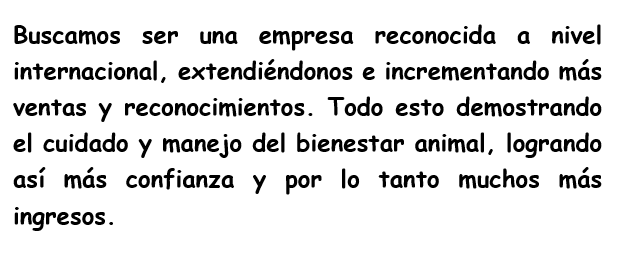 Buscamos ser una empresa reconocida a nivel
internacional, extendiéndonos e incrementando más
ventas y reconocimientos. Todo esto demostrando
el cuidado y manejo del bienestar animal, logrando
así más confianza y por lo tanto muchos más
ingresos.